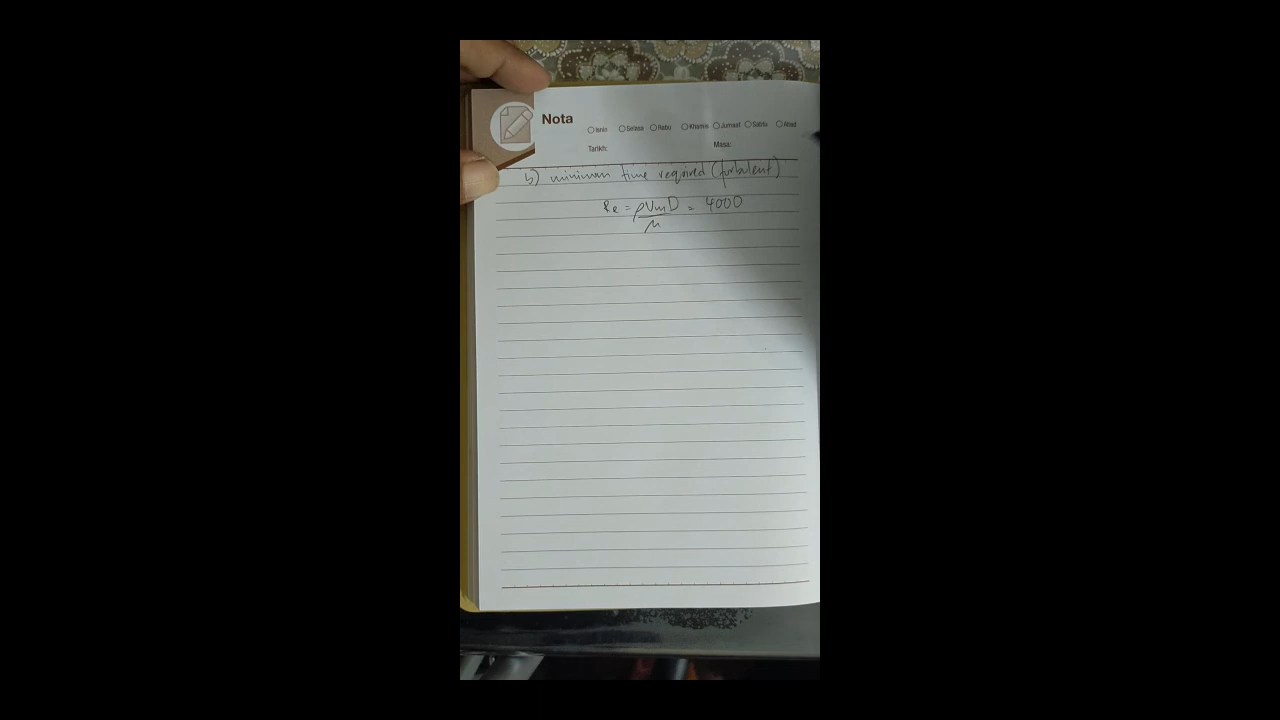 Nota
Isnin Selasa Rabu Khamis Jumaat Sabtu Ahad
Tarikh: Masa:
b) minimum time required (turbulent)
Re = ρVmD = 4000
μ